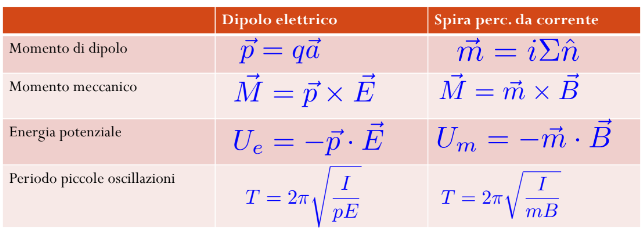 Dipolo elettrico Spira perc. da corrente
Momento di dipolo $\vec{p} = q\vec{a}$ $\vec{m} = i\Sigma\hat{n}$
Momento meccanico $\vec{M} = \vec{p} \times \vec{E}$ $\vec{M} = \vec{m} \times \vec{B}$
Energia potenziale $U_e = -\vec{p} \cdot \vec{E}$ $U_m = -\vec{m} \cdot \vec{B}$
Periodo piccole oscillazioni $T = 2\pi\sqrt{\frac{I}{pE}}$ $T = 2\pi\sqrt{\frac{I}{mB}}$